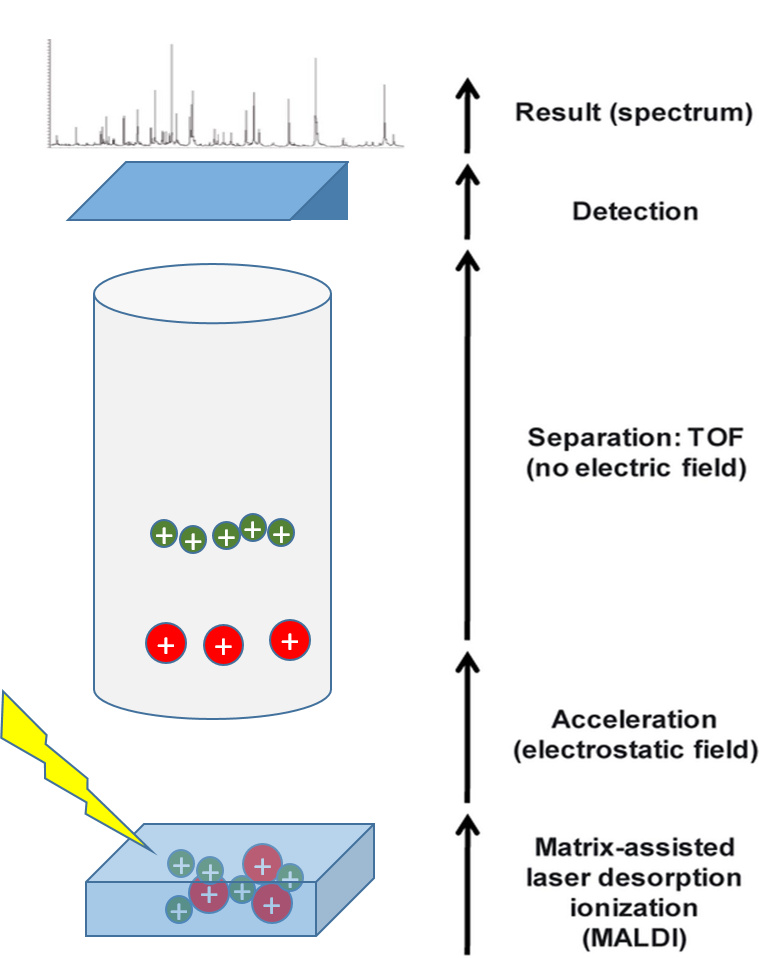 Result (spectrum)
Detection
Separation: TOF
(no electric field)
+ + + + +
+ + +
Acceleration
(electrostatic field)
+ + + + + + + +
Matrix-assisted
laser desorption
ionization
(MALDI)